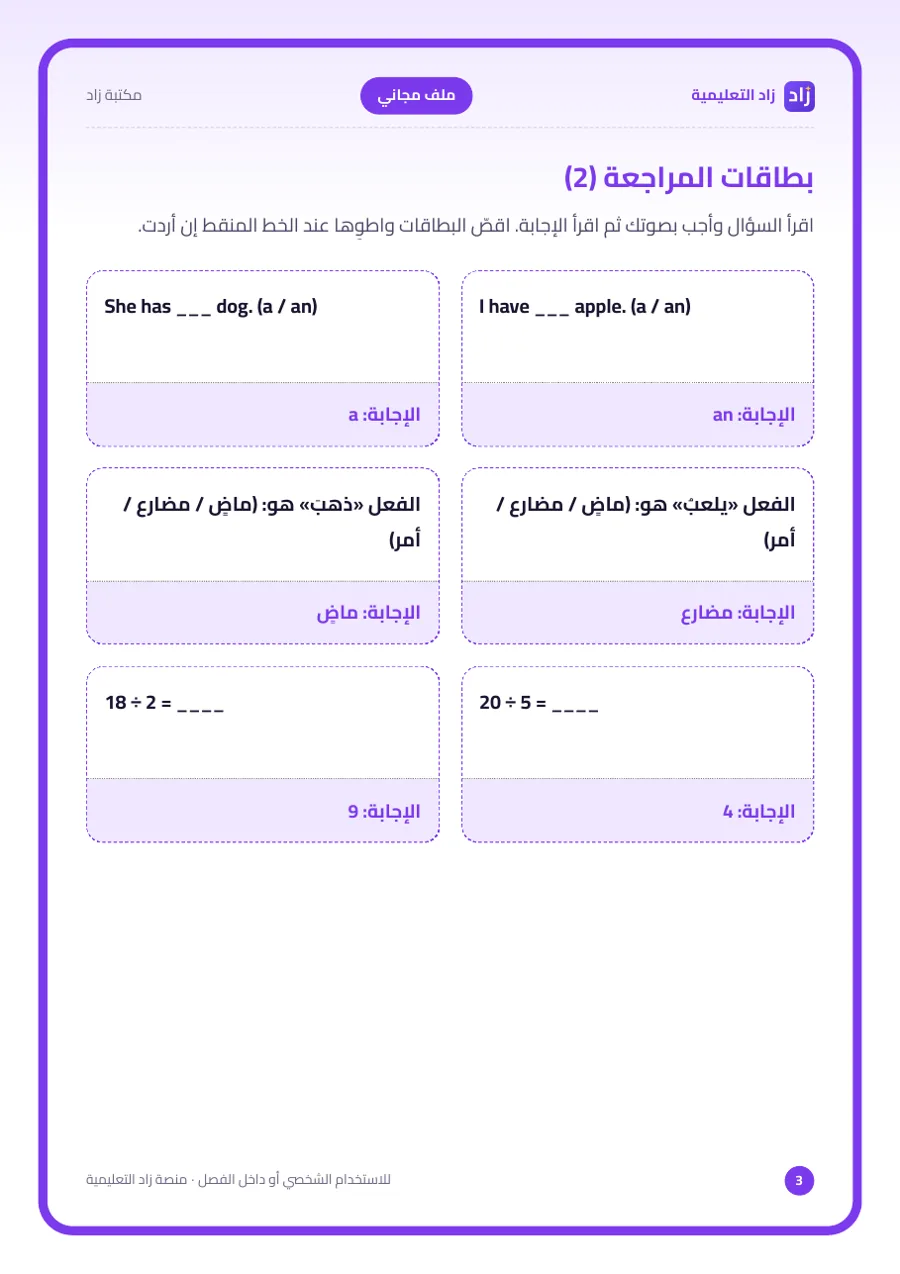 زاد
زاد التعليمية
ملف مجاني
مكتبة زاد
بطاقات المراجعة (2)
اقرأ السؤال وأجب بصوتك ثم اقرأ الإجابة. اقصّ البطاقات واطوِها عند الخط المنقط إن أردت.
I have ___ apple. (a / an)
الإجابة: an
She has ___ dog. (a / an)
الإجابة: a
الفعل «يلعبُ» هو: (ماضٍ / مضارع /
أمر)
الإجابة: مضارع
الفعل «ذهبَ» هو: (ماضٍ / مضارع /
أمر)
الإجابة: ماضٍ
20 ÷ 5 = ____
الإجابة: 4
18 ÷ 2 = ____
الإجابة: 9
3
للاستخدام الشخصي أو داخل الفصل · منصة زاد التعليمية